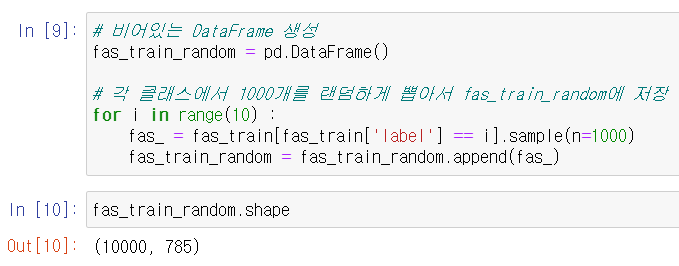 In [9]:
# 비어있는 DataFrame 생성
fas_train_random = pd.DataFrame()
# 각 클래스에서 1000개를 랜덤하게 뽑아서 fas_train_random에 저장
for i in range(10) :
    fas_ = fas_train[fas_train['label'] == i].sample(n=1000)
    fas_train_random = fas_train_random.append(fas_)
In [10]:
fas_train_random.shape
Out[10]:
(10000, 785)